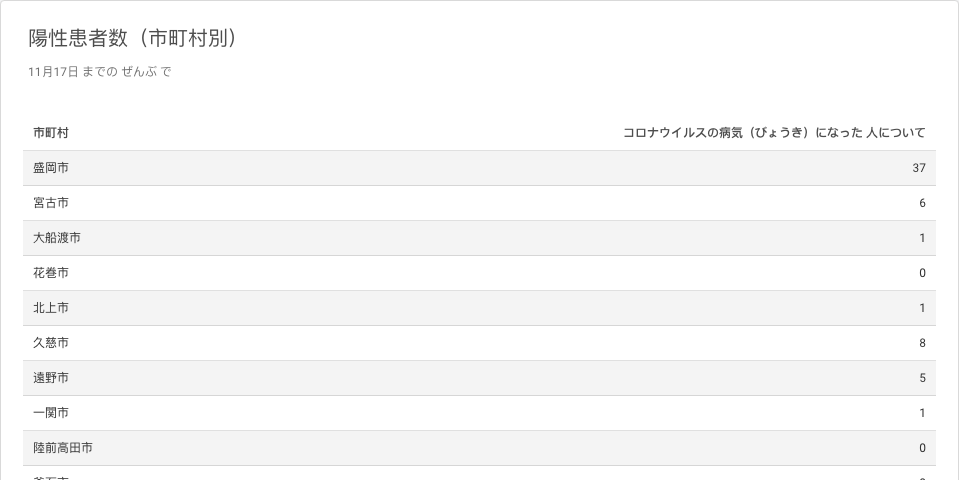 陽性患者数（市町村別）
11月17日 までの ぜんぶ で
市町村 コロナウイルスの病気（びょうき）になった 人について
盛岡市 37
宮古市 6
大船渡市 1
花巻市 0
北上市 1
久慈市 8
遠野市 5
一関市 1
陸前高田市 0